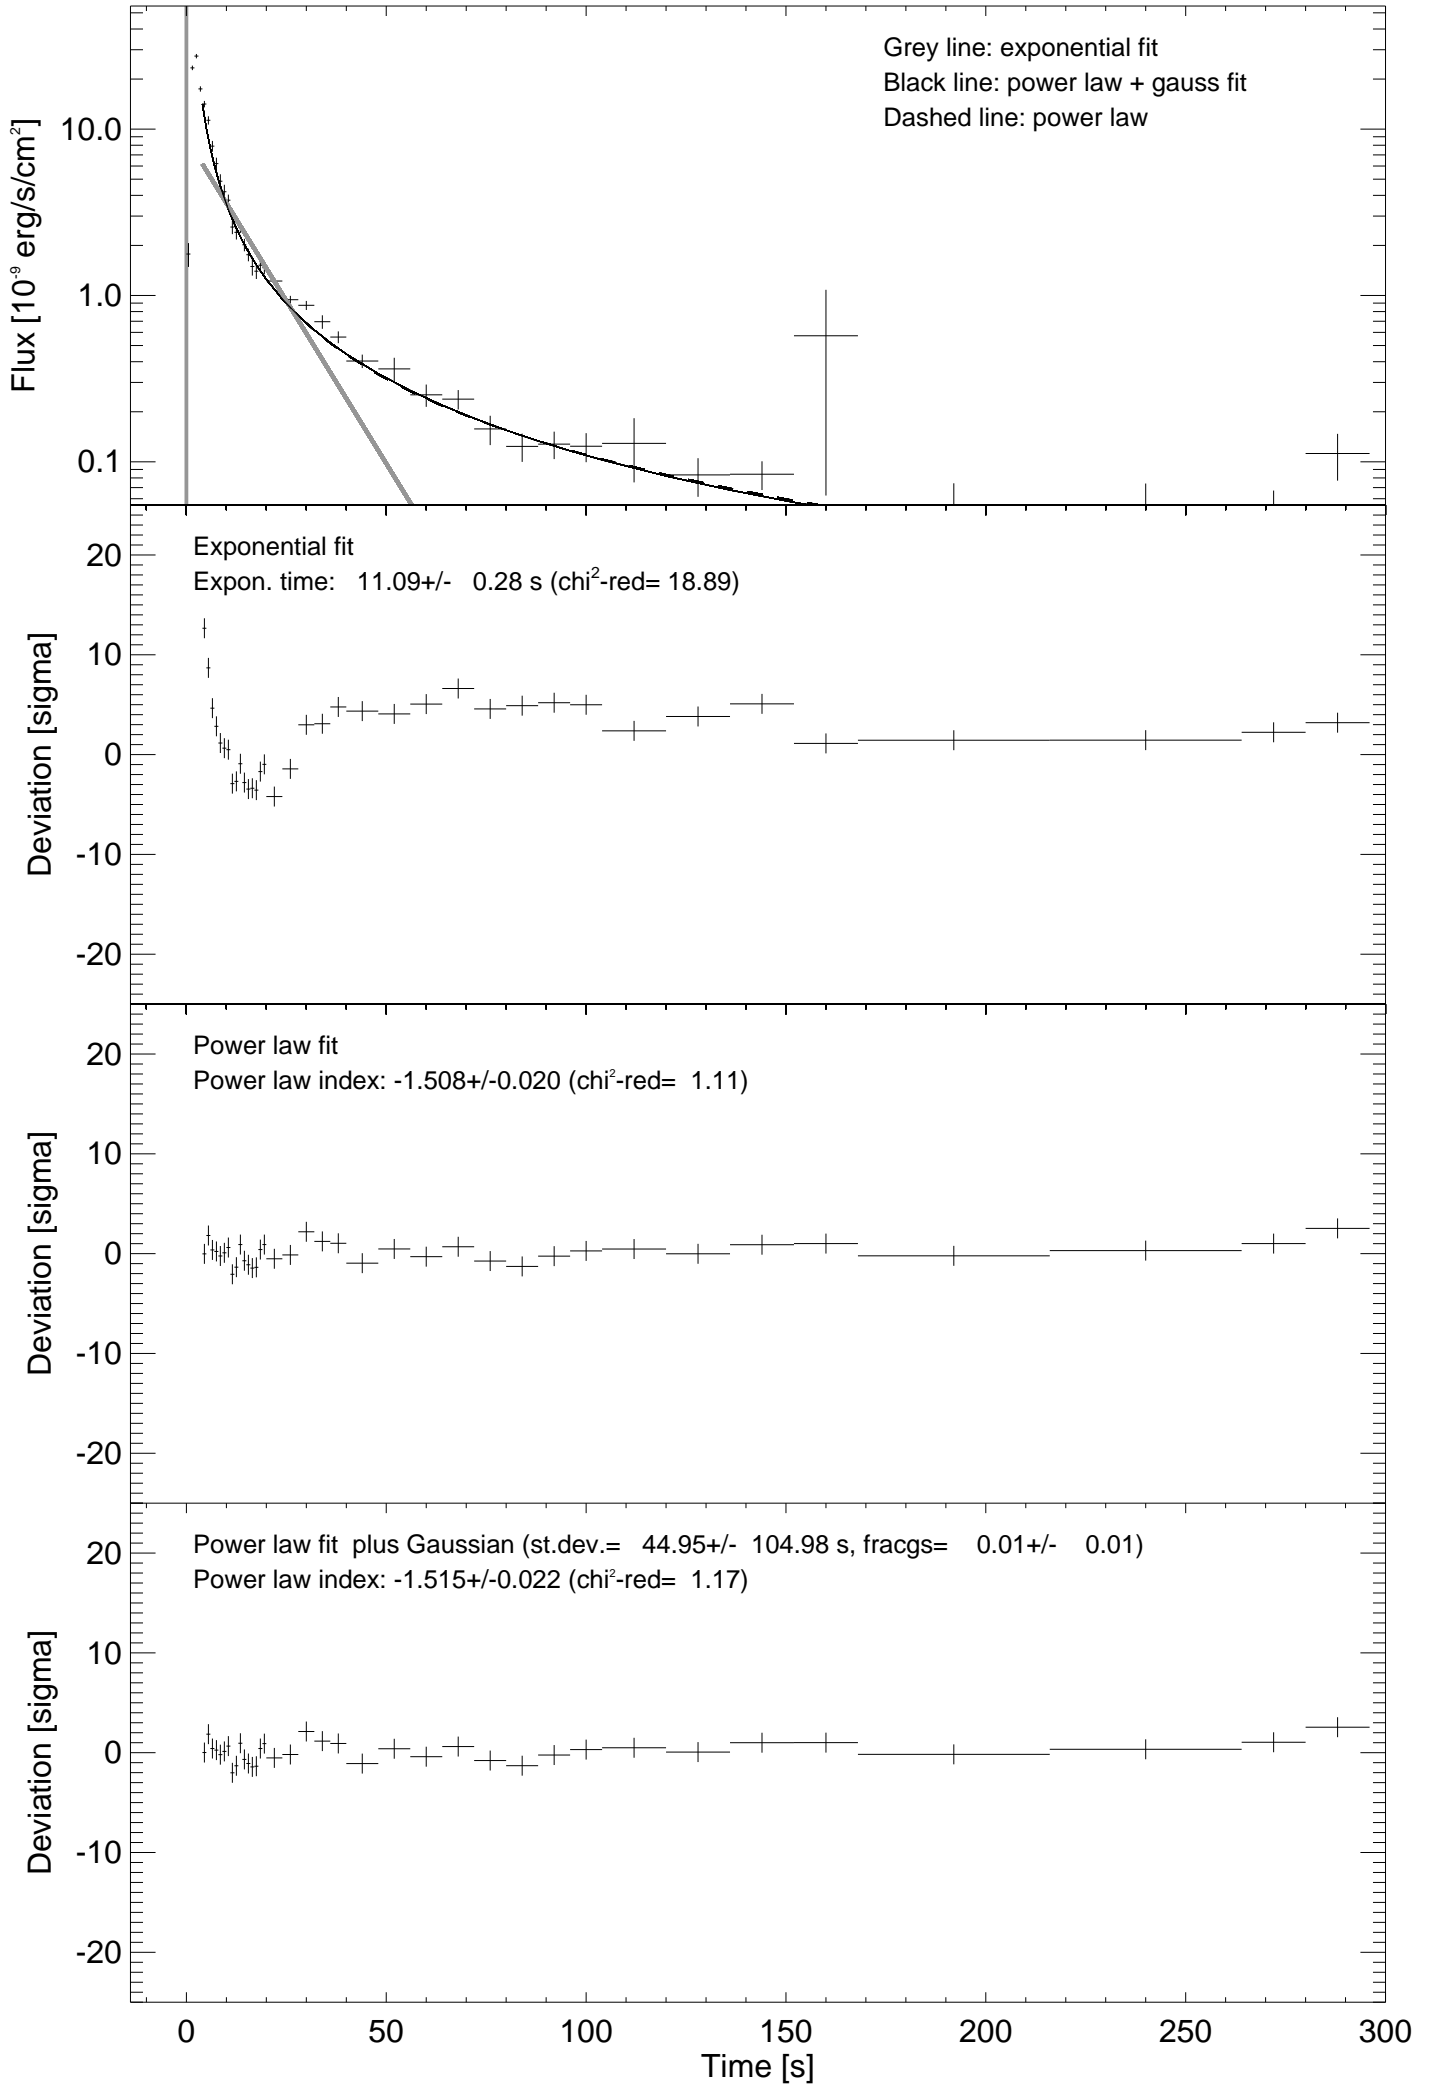 Grey line: exponential fit
Black line: power law + gauss fit
Dashed line: power law
10.0
1.0
0.1
Flux [10⁻⁹ erg/s/cm²]
Exponential fit
Expon. time:   11.09+/-   0.28 s (chi²-red= 18.89)
20
10
0
-10
-20
Deviation [sigma]
Power law fit
Power law index: -1.508+/-0.020 (chi²-red=  1.11)
20
10
0
-10
-20
Deviation [sigma]
Power law fit  plus Gaussian (st.dev.=   44.95+/-  104.98 s, fracgs=    0.01+/-    0.01)
Power law index: -1.515+/-0.022 (chi²-red=  1.17)
20
10
0
-10
-20
Deviation [sigma]
0 50 100 150 200 250 300
Time [s]